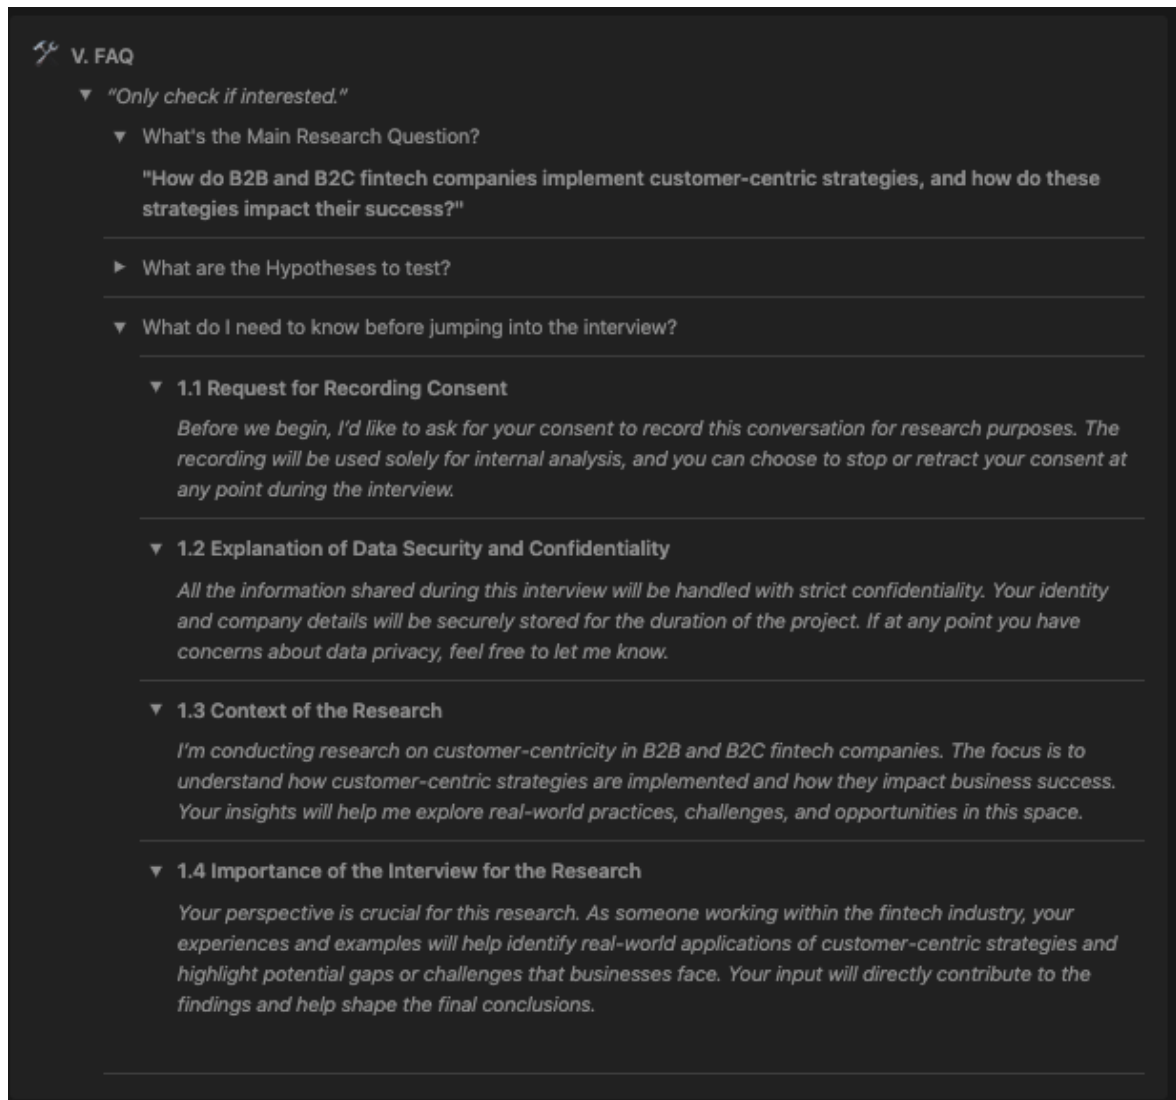 V. FAQ
“Only check if interested.”
What's the Main Research Question?
"How do B2B and B2C fintech companies implement customer-centric strategies, and how do these
strategies impact their success?"
What are the Hypotheses to test?
What do I need to know before jumping into the interview?
1.1 Request for Recording Consent
Before we begin, I’d like to ask for your consent to record this conversation for research purposes. The
recording will be used solely for internal analysis, and you can choose to stop or retract your consent at
any point during the interview.
1.2 Explanation of Data Security and Confidentiality
All the information shared during this interview will be handled with strict confidentiality. Your identity
and company details will be securely stored for the duration of the project. If at any point you have
concerns about data privacy, feel free to let me know.
1.3 Context of the Research
I’m conducting research on customer-centricity in B2B and B2C fintech companies. The focus is to
understand how customer-centric strategies are implemented and how they impact business success.
Your insights will help me explore real-world practices, challenges, and opportunities in this space.
1.4 Importance of the Interview for the Research
Your perspective is crucial for this research. As someone working within the fintech industry, your
experiences and examples will help identify real-world applications of customer-centric strategies and
highlight potential gaps or challenges that businesses face. Your input will directly contribute to the
findings and help shape the final conclusions.